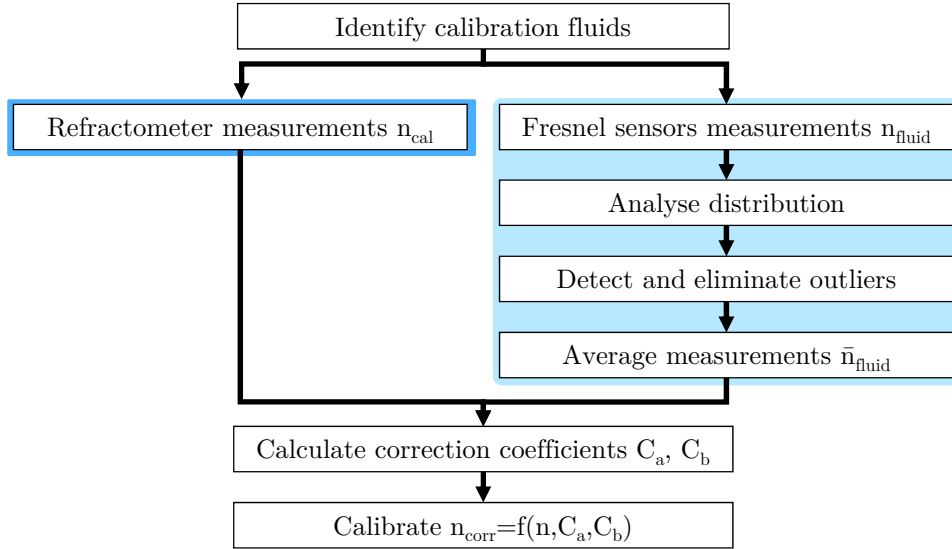 Identify calibration fluids
Refractometer measurements n_cal
Fresnel sensors measurements n_fluid
Analyse distribution
Detect and eliminate outliers
Average measurements n̄_fluid
Calculate correction coefficients C_a, C_b
Calibrate n_corr=f(n,C_a,C_b)